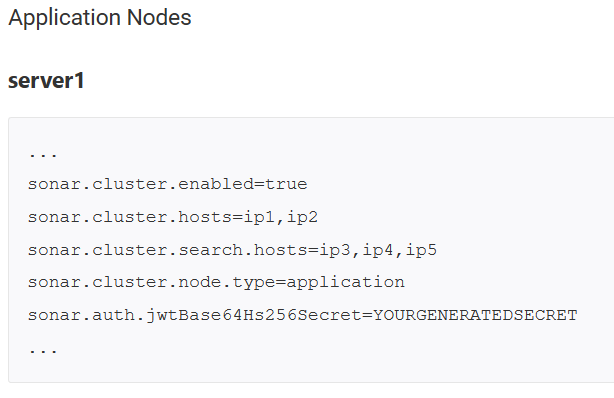 Application Nodes
server1
...
sonar.cluster.enabled=true
sonar.cluster.hosts=ip1,ip2
sonar.cluster.search.hosts=ip3,ip4,ip5
sonar.cluster.node.type=application
sonar.auth.jwtBase64Hs256Secret=YOURGENERATEDSECRET
...